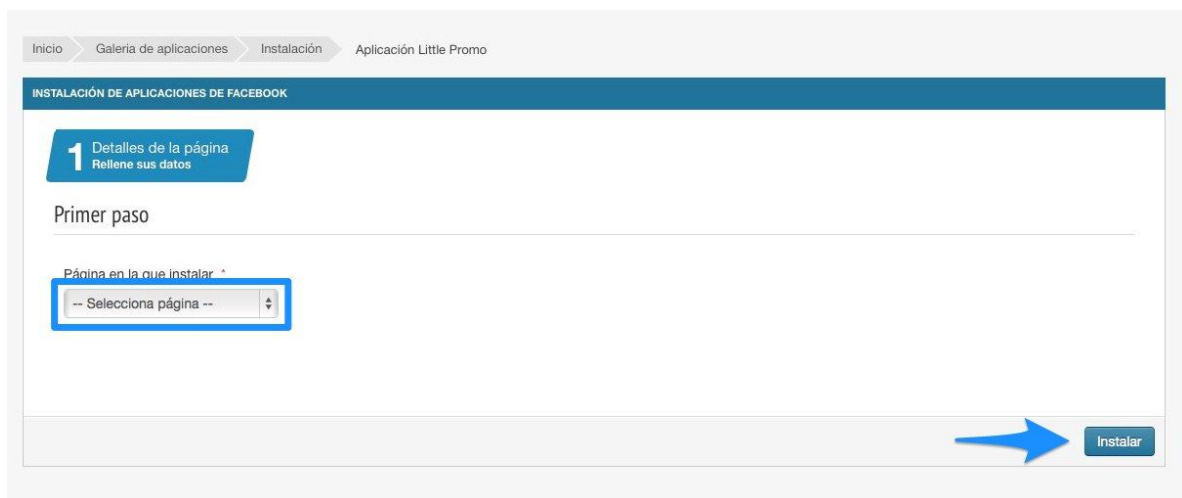 Inicio Galeria de aplicaciones Instalación Aplicación Little Promo
INSTALACIÓN DE APLICACIONES DE FACEBOOK
1 Detalles de la página
Rellene sus datos
Primer paso
Página en la que instalar *
-- Selecciona página --
Instalar